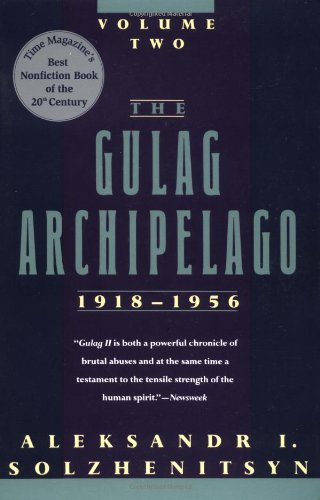 VOLUME
TWO
Time Magazine's
Best
Nonfiction Book
of the
20th Century
THE
GULAG
ARCHIPELAGO
1918–1956
“Gulag II is both a powerful chronicle of
brutal abuses and at the same time a
testament to the tensile strength of the
human spirit.”—Newsweek
ALEKSANDR I.
SOLZHENITSYN